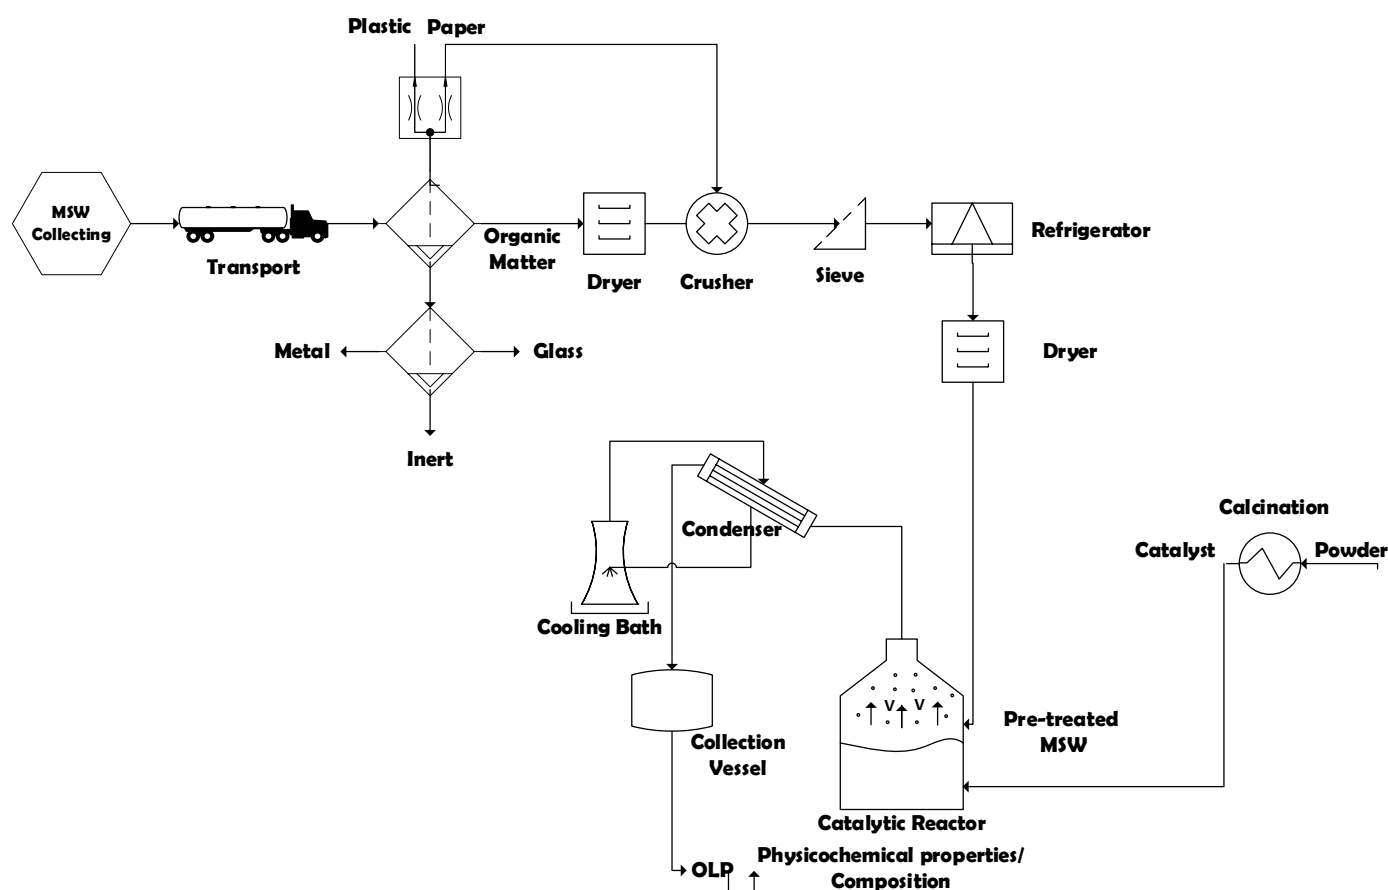 Plastic Paper
MSW
Collecting
Transport
Organic
Matter
Dryer
Crusher
Sieve
Refrigerator
Metal
Glass
Dryer
Inert
Condenser
Calcination
Catalyst
Powder
Cooling Bath
Pre-treated
MSW
V V
Collection
Vessel
Catalytic Reactor
OLP
Physicochemical properties/
Composition